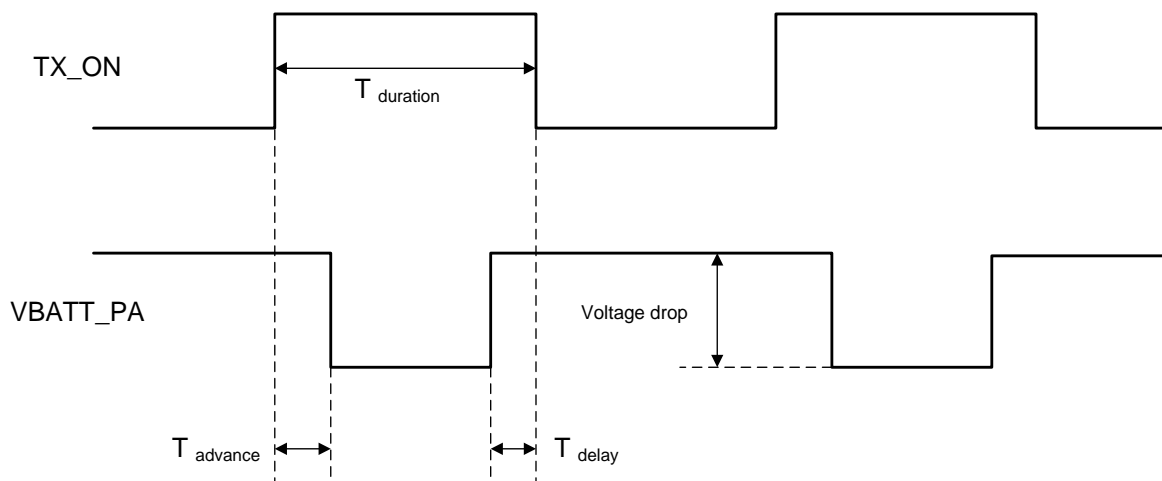 TX_ON
T duration
VBATT_PA
Voltage drop
T advance
T delay